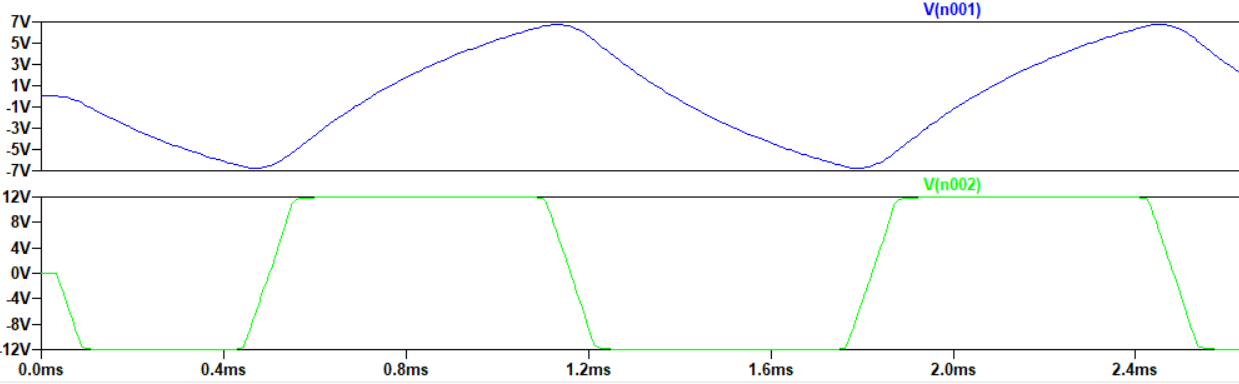 V(n001)
7V
5V
3V
1V
-1V
-3V
-5V
-7V
V(n002)
12V
8V
4V
0V
-4V
-8V
-12V
0.0ms 0.4ms 0.8ms 1.2ms 1.6ms 2.0ms 2.4ms